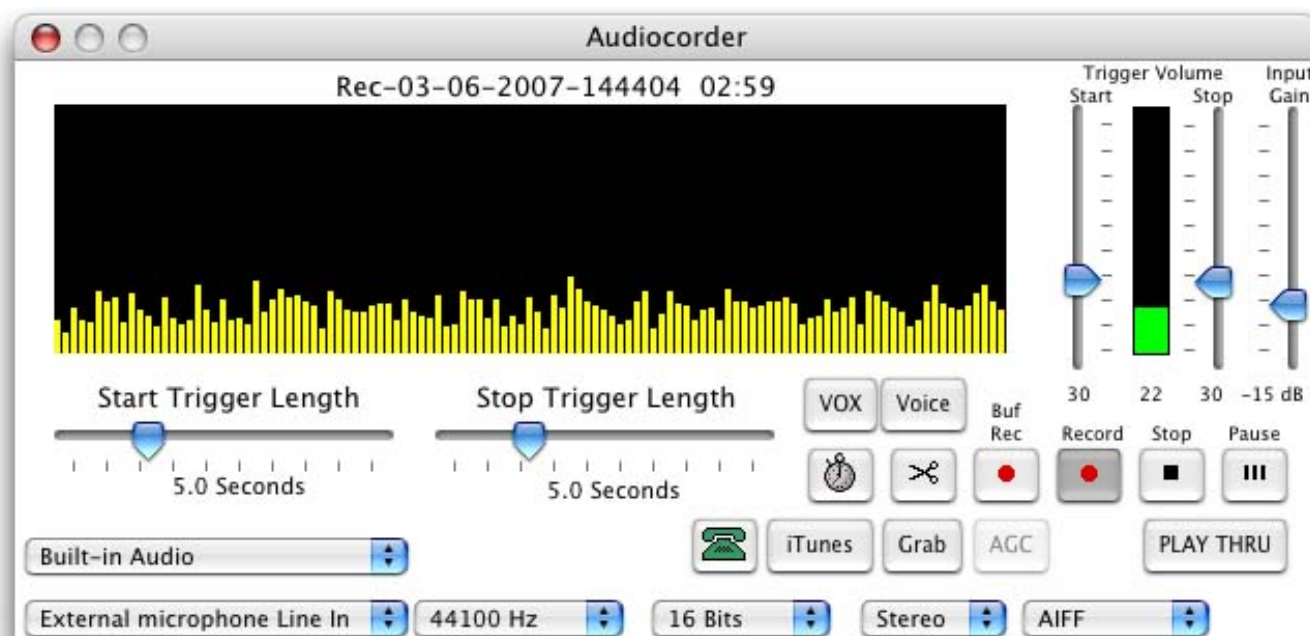 Audiocorder
Rec-03-06-2007-144404 02:59
Trigger Volume
Start
Stop
Input
Gain
30
22
30
-15 dB
Start Trigger Length
5.0 Seconds
Stop Trigger Length
5.0 Seconds
VOX
Voice
Buf
Rec
Record
Stop
Pause
iTunes
Grab
AGC
PLAY THRU
Built-in Audio
External microphone Line In
44100 Hz
16 Bits
Stereo
AIFF